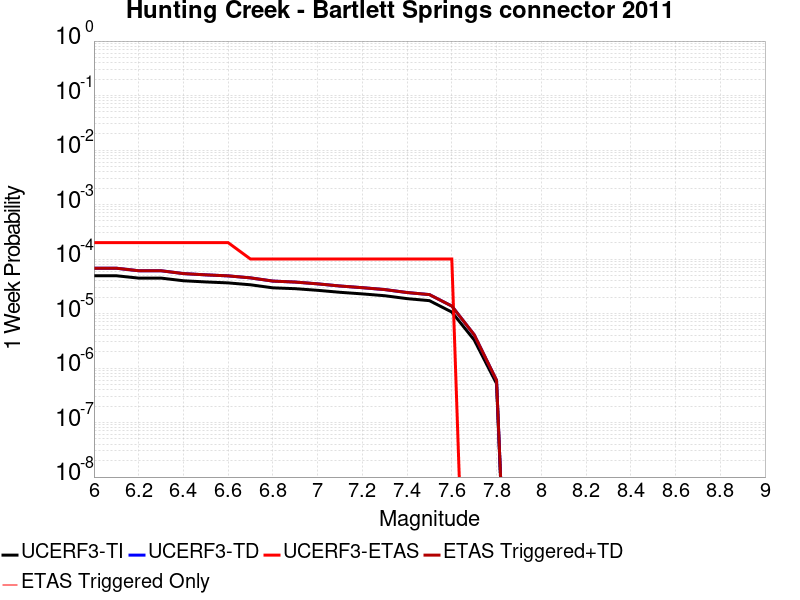 Hunting Creek - Bartlett Springs connector 2011
10^0
10^-1
10^-2
10^-3
10^-4
10^-5
10^-6
10^-7
10^-8
1 Week Probability
6 6.2 6.4 6.6 6.8 7 7.2 7.4 7.6 7.8 8 8.2 8.4 8.6 8.8 9
Magnitude
UCERF3-TI UCERF3-TD UCERF3-ETAS ETAS Triggered+TD
ETAS Triggered Only